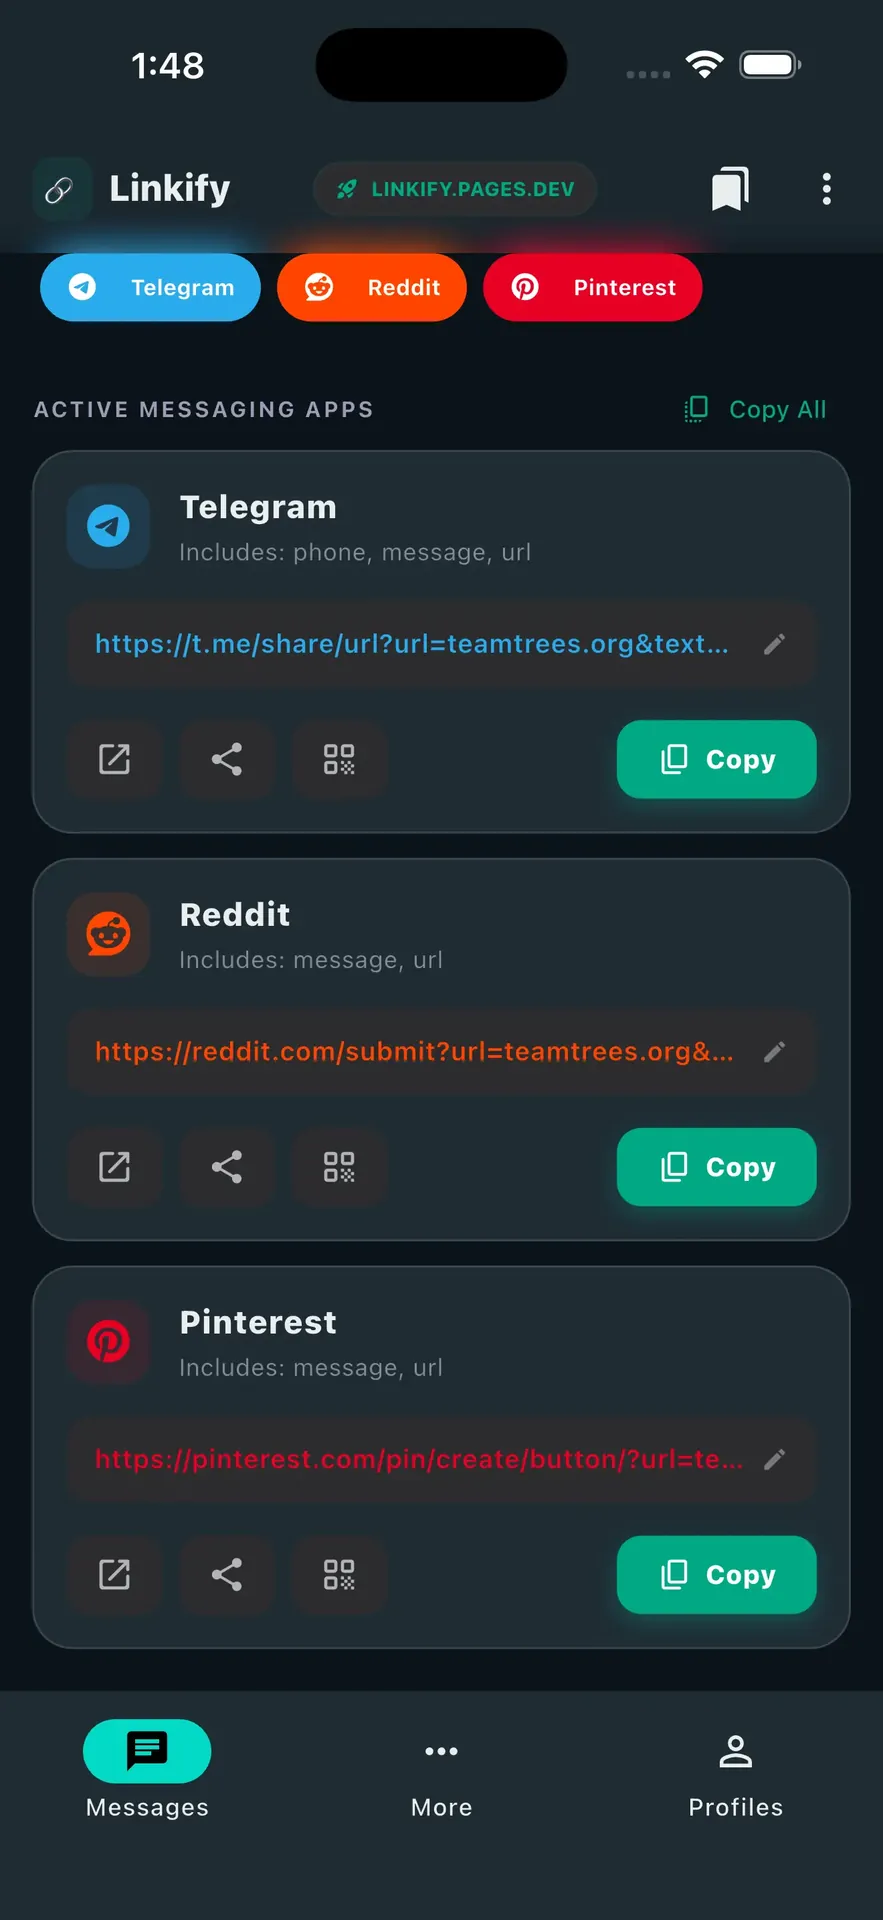 1:48
Linkify
LINKIFY.PAGES.DEV
Telegram
Reddit
Pinterest
ACTIVE MESSAGING APPS
Copy All
Telegram
Includes: phone, message, url
https://t.me/share/url?url=teamtrees.org&text...
Copy
Reddit
Includes: message, url
https://reddit.com/submit?url=teamtrees.org&...
Copy
Pinterest
Includes: message, url
https://pinterest.com/pin/create/button/?url=te...
Copy
Messages
More
Profiles